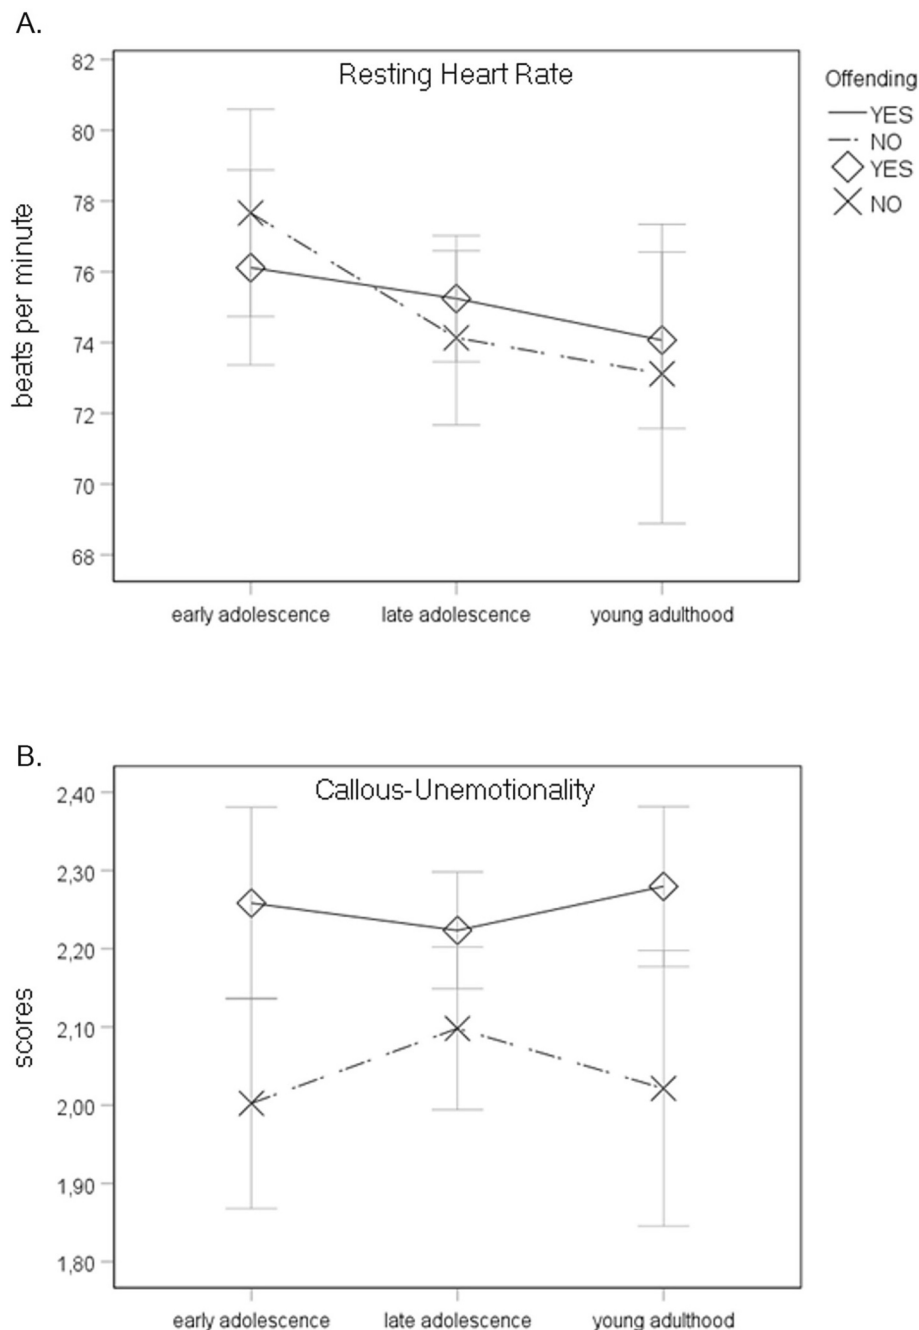 A.
Resting Heart Rate
Offending
YES
NO
YES
NO
beats per minute
82
80
78
76
74
72
70
68
early adolescence
late adolescence
young adulthood
B.
Callous-Unemotionality
scores
2,40
2,30
2,20
2,10
2,00
1,90
1,80
early adolescence
late adolescence
young adulthood